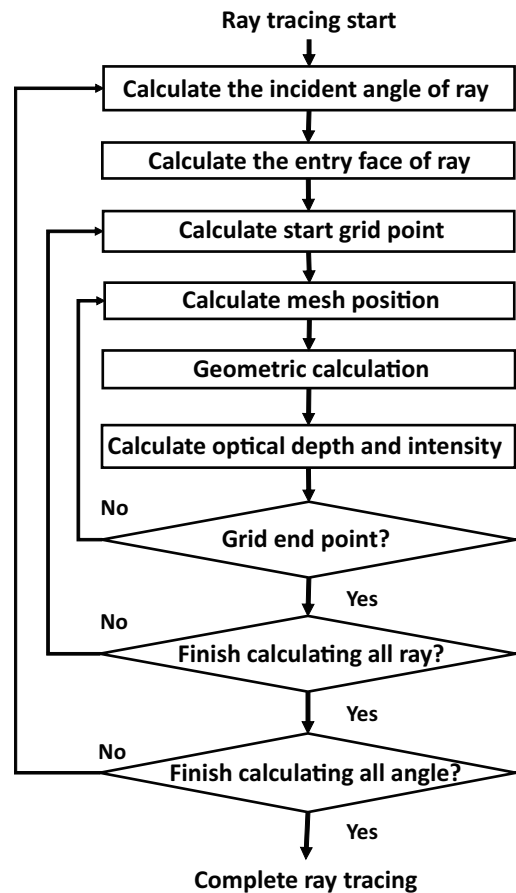 Ray tracing start
Calculate the incident angle of ray
Calculate the entry face of ray
Calculate start grid point
Calculate mesh position
Geometric calculation
Calculate optical depth and intensity
No
Grid end point?
Yes
No
Finish calculating all ray?
Yes
No
Finish calculating all angle?
Yes
Complete ray tracing